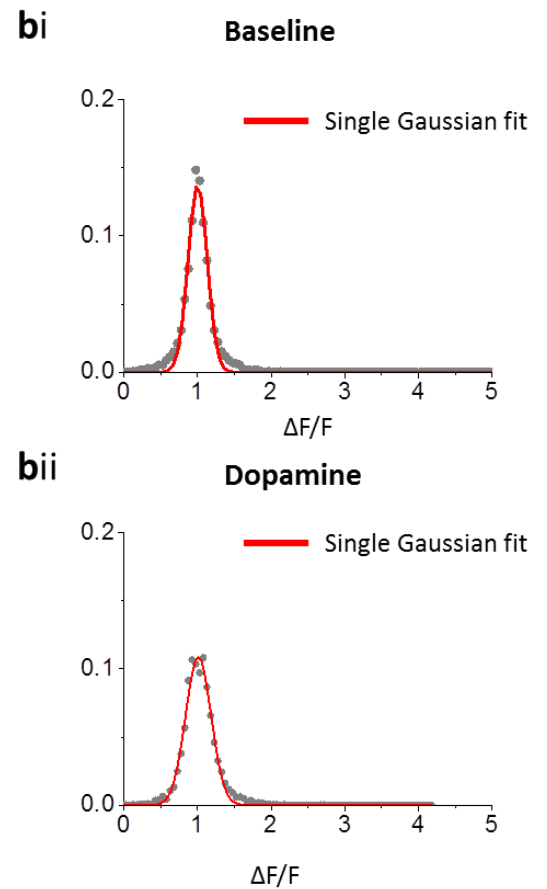 bi
Baseline
0.2
Single Gaussian fit
0.1
0.0
0 1 2 3 4 5
ΔF/F
bii
Dopamine
0.2
Single Gaussian fit
0.1
0.0
0 1 2 3 4 5
ΔF/F